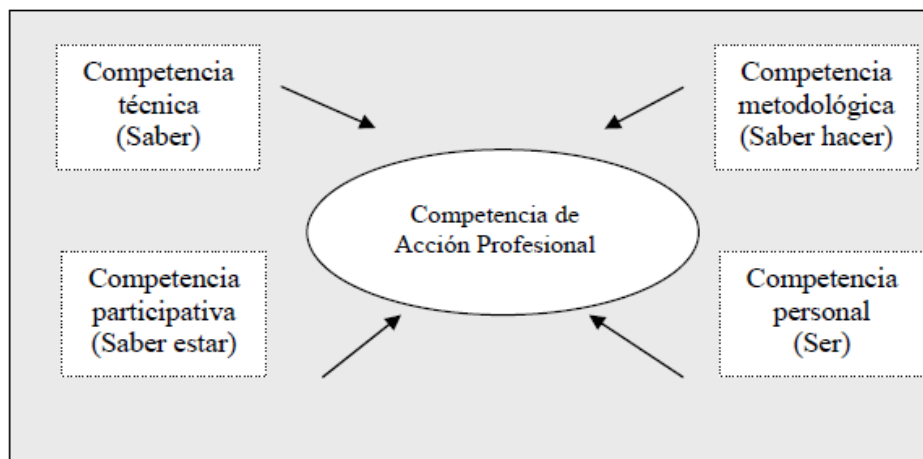 Competencia
técnica
(Saber)
Competencia
metodológica
(Saber hacer)
Competencia de
Acción Profesional
Competencia
participativa
(Saber estar)
Competencia
personal
(Ser)